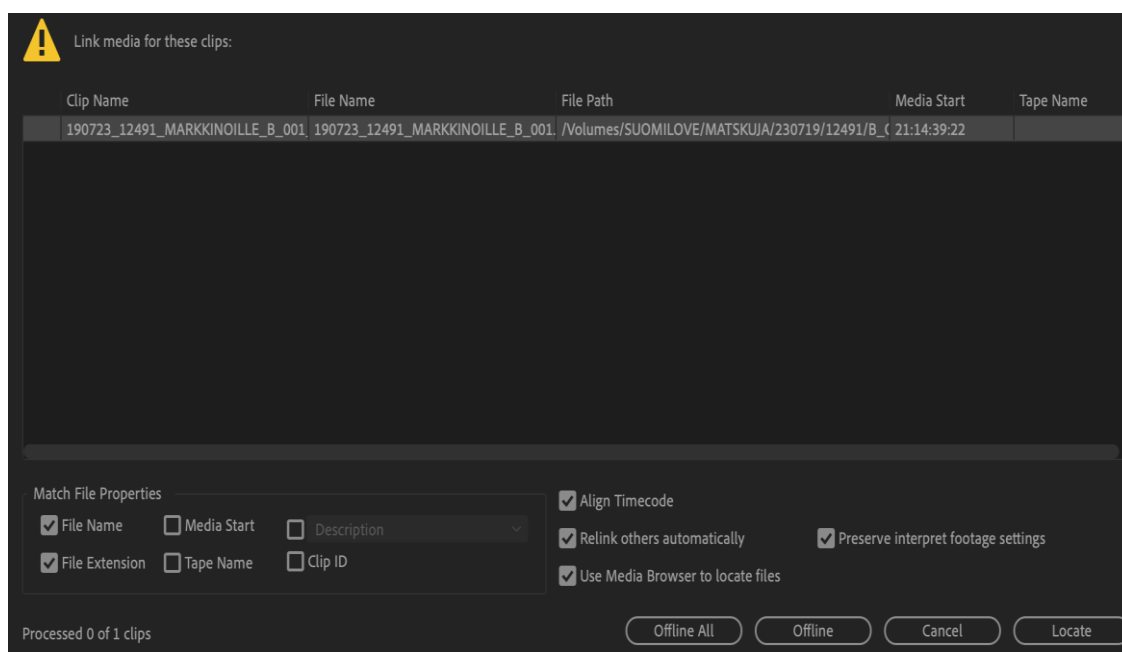 Link media for these clips:
Clip Name File Name File Path Media Start Tape Name
190723_12491_MARKKINOILLE_B_001 190723_12491_MARKKINOILLE_B_001. /Volumes/SUOMILOVE/MATSKUJA/230719/12491/B_ 21:14:39:22
Match File Properties
File Name Media Start Description
File Extension Tape Name Clip ID
Align Timecode
Relink others automatically Preserve interpret footage settings
Use Media Browser to locate files
Processed 0 of 1 clips
Offline All Offline Cancel Locate